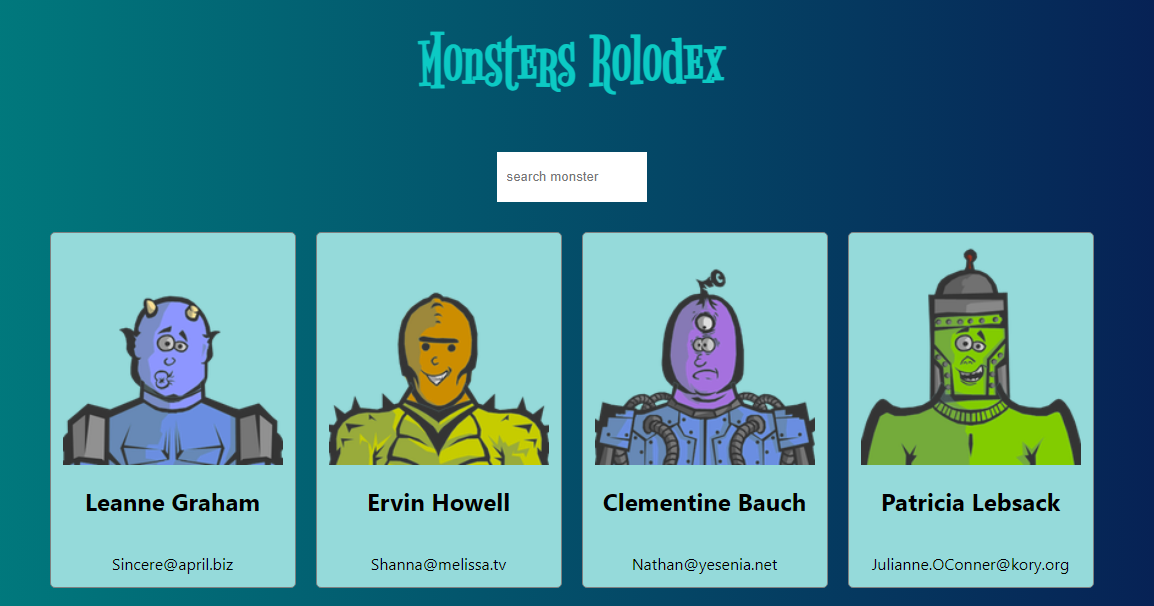 Monsters Rolodex
search monster
Leanne Graham
Sincere@april.biz
Ervin Howell
Shanna@melissa.tv
Clementine Bauch
Nathan@yesenia.net
Patricia Lebsack
Julianne.OConner@kory.org